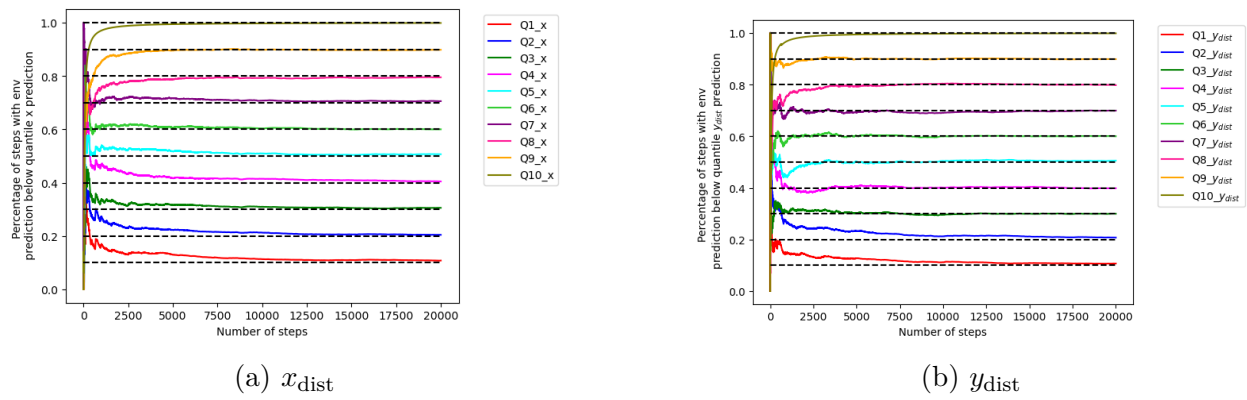 Percentage of steps with env
prediction below quantile x prediction
1.0
0.8
0.6
0.4
0.2
0.0
0
2500
5000
7500
10000
12500
15000
17500
20000
Number of steps
Q1_x
Q2_x
Q3_x
Q4_x
Q5_x
Q6_x
Q7_x
Q8_x
Q9_x
Q10_x
(a) x_dist
Percentage of steps with env
prediction below quantile y_dist prediction
1.0
0.8
0.6
0.4
0.2
0.0
0
2500
5000
7500
10000
12500
15000
17500
20000
Number of steps
Q1_y_dist
Q2_y_dist
Q3_y_dist
Q4_y_dist
Q5_y_dist
Q6_y_dist
Q7_y_dist
Q8_y_dist
Q9_y_dist
Q10_y_dist
(b) y_dist